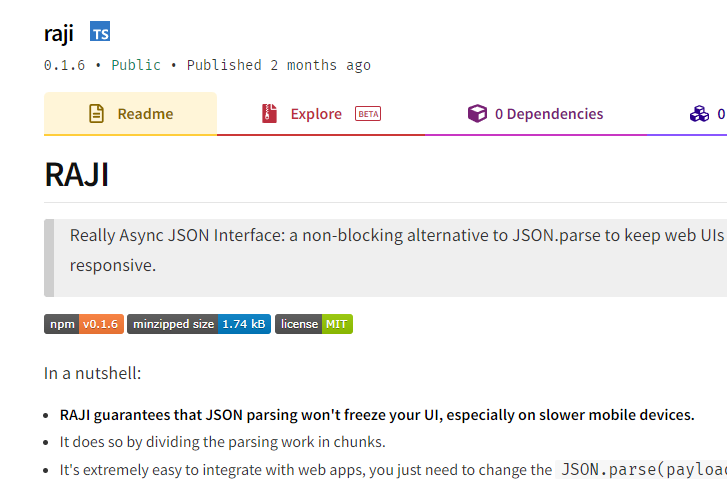 raji TS
0.1.6 • Public • Published 2 months ago
Readme Explore BETA 0 Dependencies 0
RAJI
Really Async JSON Interface: a non-blocking alternative to JSON.parse to keep web UIs
responsive.
npm v0.1.6 minzipped size 1.74 kB license MIT
In a nutshell:
• RAJI guarantees that JSON parsing won't freeze your UI, especially on slower mobile devices.
• It does so by dividing the parsing work in chunks.
• It's extremely easy to integrate with web apps, you just need to change the JSON.parse(payloa